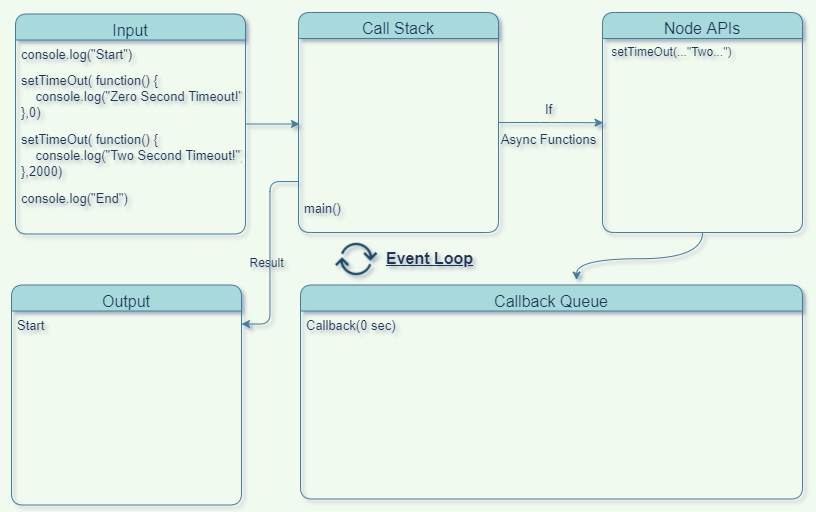 Input
console.log("Start")
setTimeOut( function() {
console.log("Zero Second Timeout!"
},0)
setTimeOut( function() {
console.log("Two Second Timeout!")
},2000)
console.log("End")
Call Stack
main()
If
Async Functions
Node APIs
setTimeOut(..."Two...")
Result
Event Loop
Output
Start
Callback Queue
Callback(0 sec)